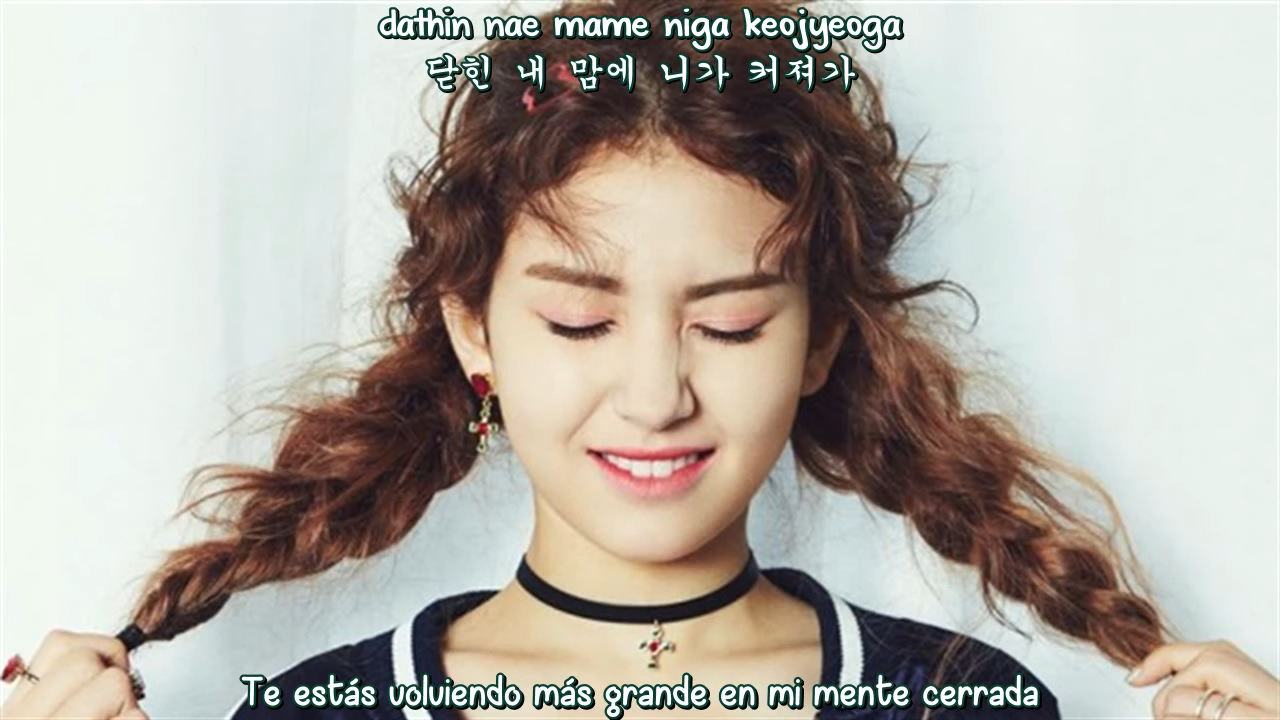 dathin nae mame niga keojyeoga
닫힌 내 맘에 니가 커져가
Te estás volviendo más grande en mi mente cerrada